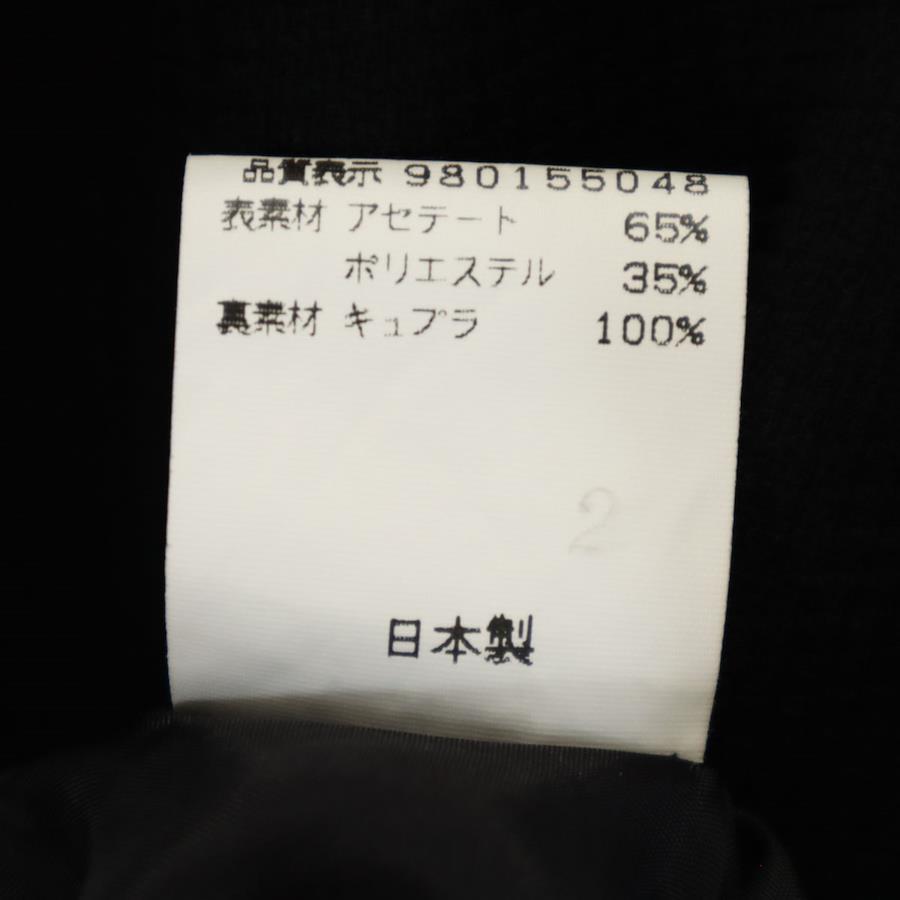 品質表示 980155048
表素材 アセテート 65%
ポリエステル 35%
裏素材 キュプラ 100%
2
日本製